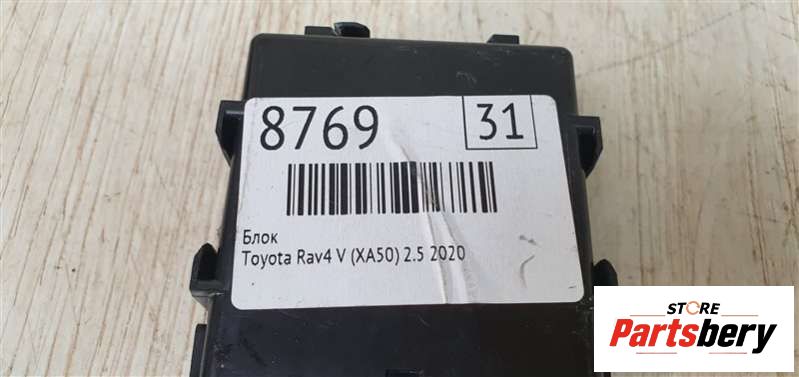 8769 31
Блок
Toyota Rav4 V (XA50) 2.5 2020
STORE
Partsbery